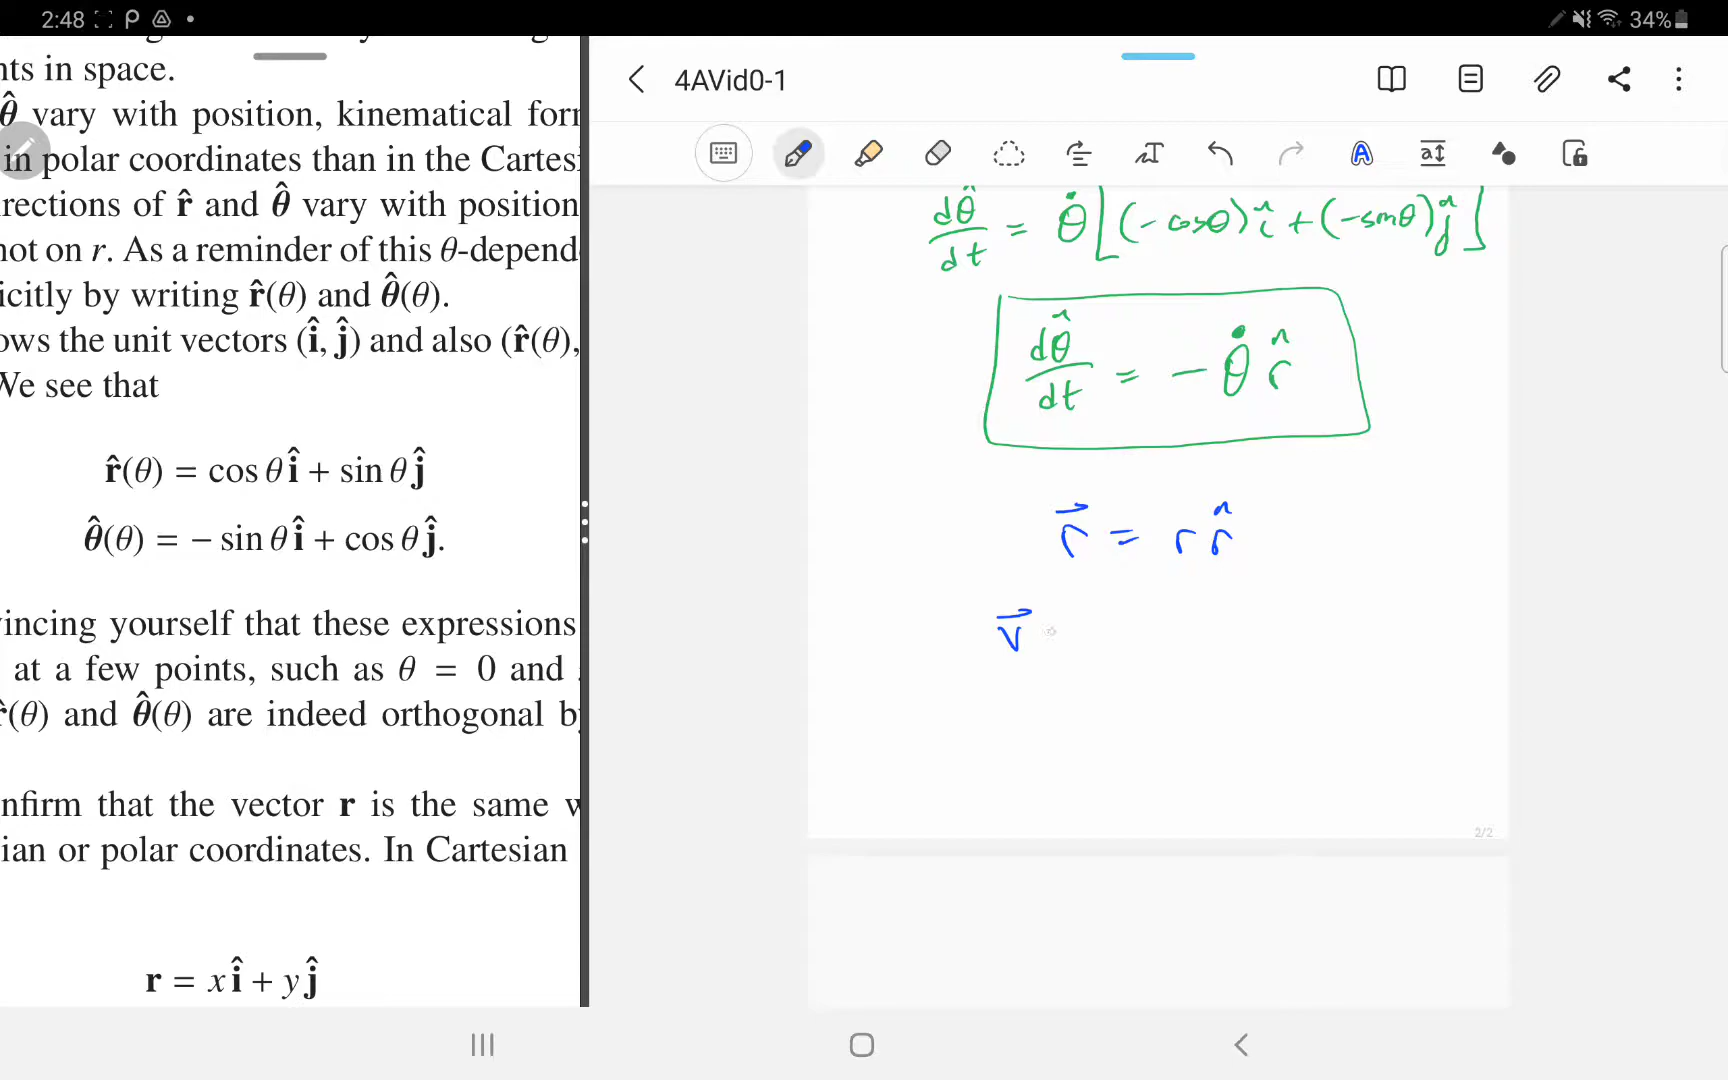 2:48
34%
nts in space.
θ̂ vary with position, kinematical for
in polar coordinates than in the Cartes
rections of r̂ and θ̂ vary with position
not on r. As a reminder of this θ-depend
icitly by writing r̂(θ) and θ̂(θ).
ows the unit vectors (î, ĵ) and also (r̂(θ),
We see that
r̂(θ) = cos θ î + sin θ ĵ
θ̂(θ) = − sin θ î + cos θ ĵ.
vincing yourself that these expressions
at a few points, such as θ = 0 and
r̂(θ) and θ̂(θ) are indeed orthogonal b
nfirm that the vector r is the same w
ian or polar coordinates. In Cartesian
r = x î + y ĵ
4AVid0-1
dθ̂/dt = θ̇[(-cosθ)î + (-sinθ)ĵ]
dθ̂/dt = - θ̇ r̂
r⃗ = r r̂
v⃗
2/2